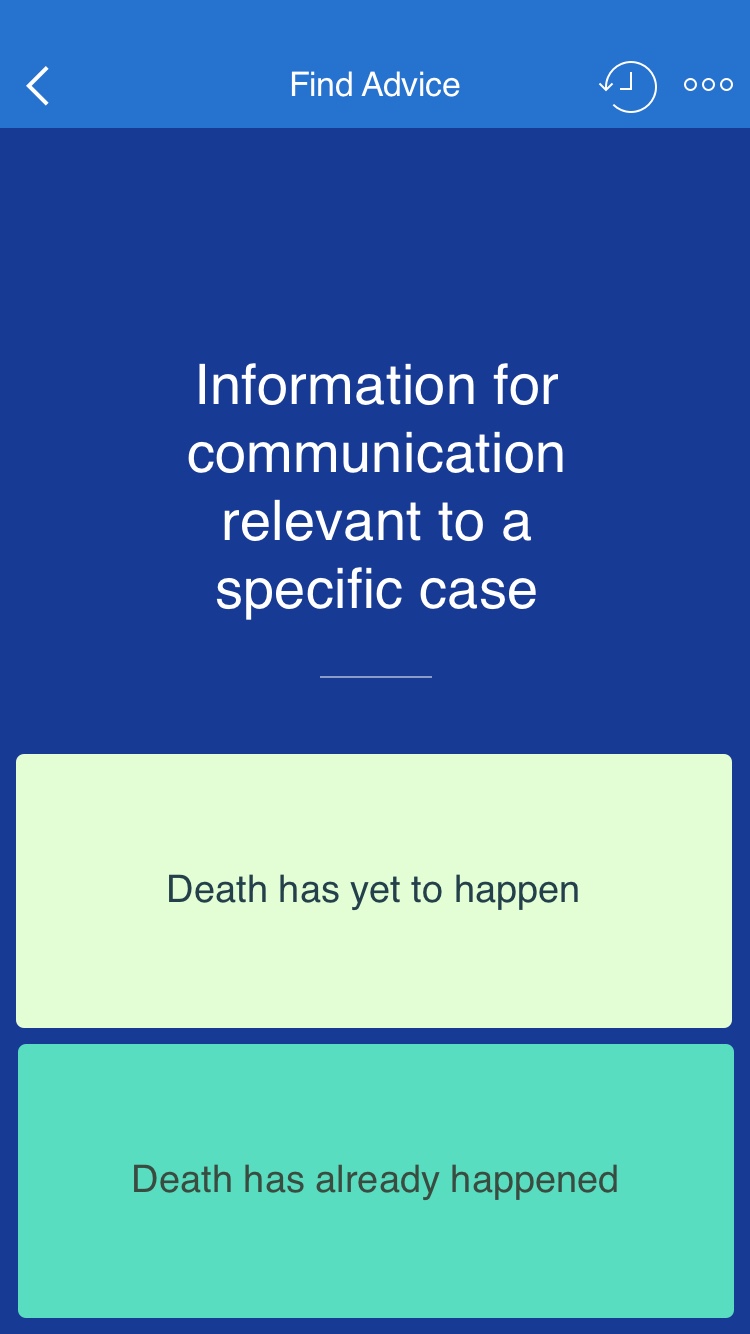 Find Advice
Information for
communication
relevant to a
specific case
Death has yet to happen
Death has already happened